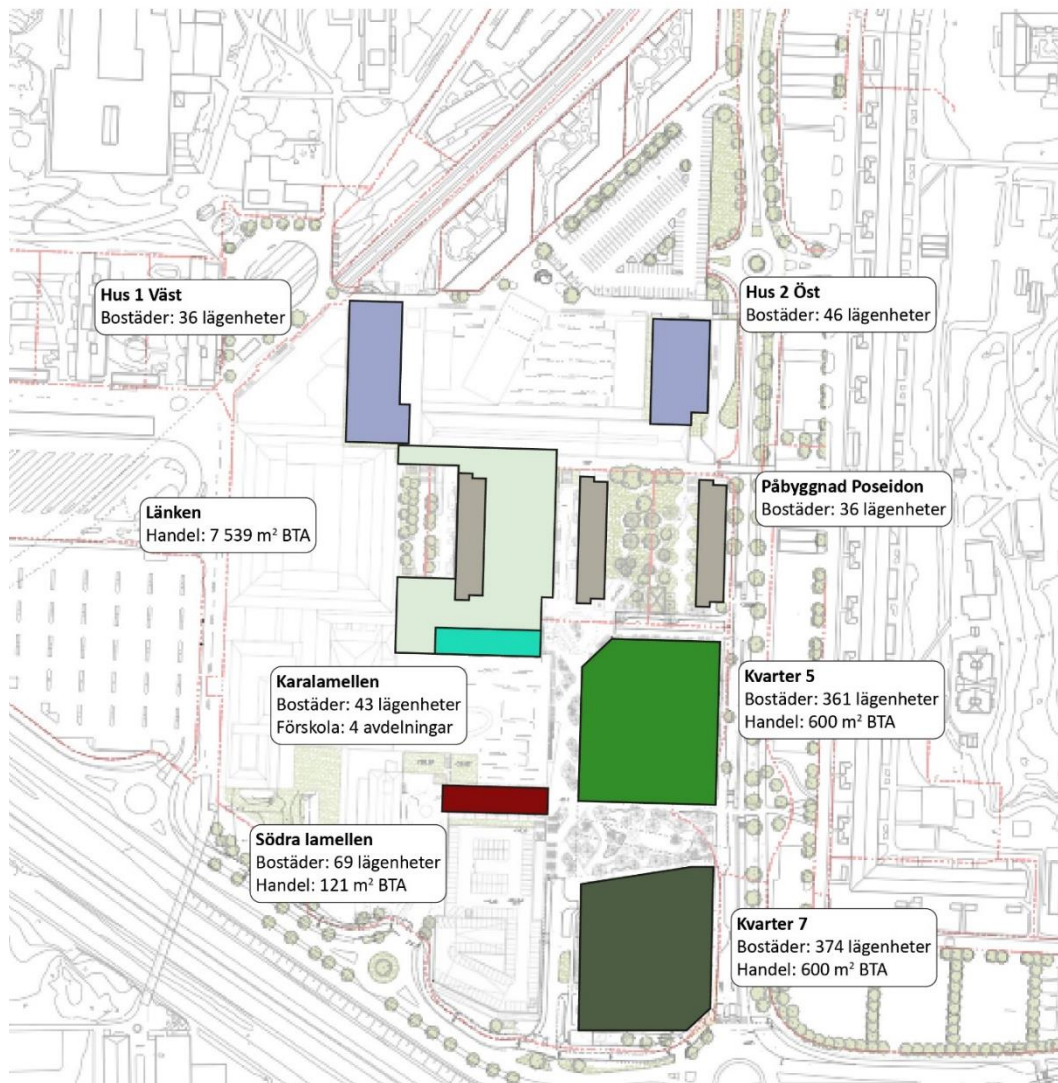 Hus 1 Väst
Bostäder: 36 lägenheter
Hus 2 Öst
Bostäder: 46 lägenheter
Påbyggnad Poseidon
Bostäder: 36 lägenheter
Länken
Handel: 7 539 m² BTA
Karalamellen
Bostäder: 43 lägenheter
Förskola: 4 avdelningar
Kvarter 5
Bostäder: 361 lägenheter
Handel: 600 m² BTA
Södra lamellen
Bostäder: 69 lägenheter
Handel: 121 m² BTA
Kvarter 7
Bostäder: 374 lägenheter
Handel: 600 m² BTA